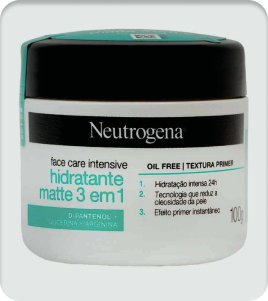 Neutrogena
face care intensive
hidratante
matte 3 em 1
D-PANTENOL +
GLICERINA + ARGININA
OIL FREE | TEXTURA PRIMER
1. Hidratação intensa 24h
2. Tecnologia que reduz a
oleosidade da pele
3. Efeito primer instantâneo
100g